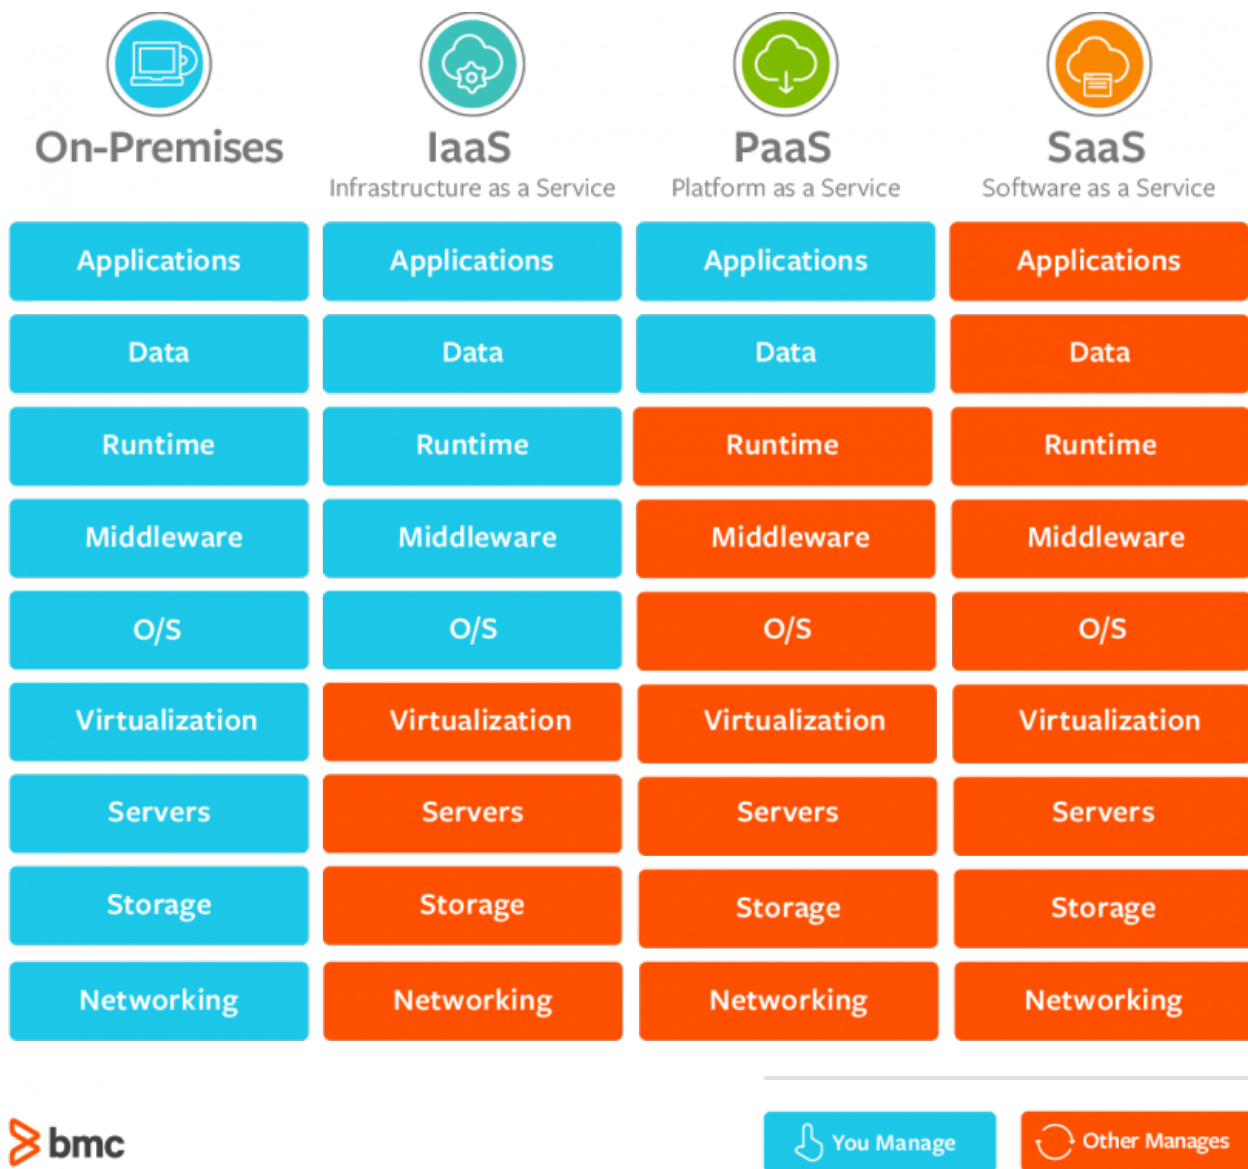 On-Premises
IaaS
PaaS
SaaS
Infrastructure as a Service
Platform as a Service
Software as a Service
Applications
Applications
Applications
Applications
Data
Data
Data
Data
Runtime
Runtime
Runtime
Runtime
Middleware
Middleware
Middleware
Middleware
O/S
O/S
O/S
O/S
Virtualization
Virtualization
Virtualization
Virtualization
Servers
Servers
Servers
Servers
Storage
Storage
Storage
Storage
Networking
Networking
Networking
Networking
bmc
You Manage
Other Manages